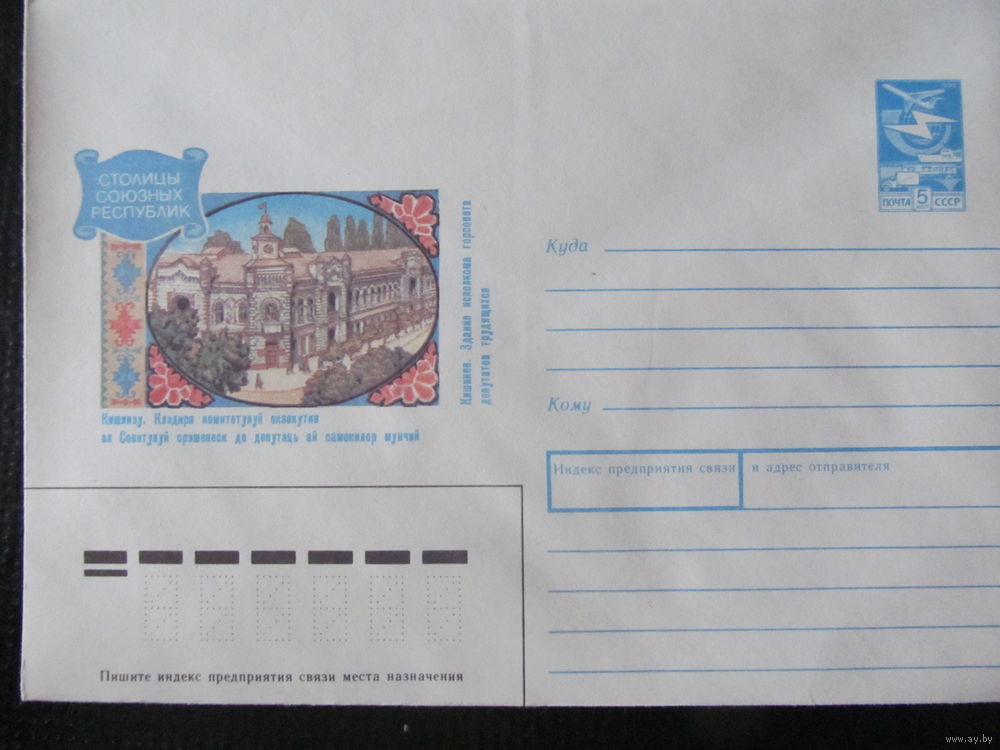 СТОЛИЦЫ
СОЮЗНЫХ
РЕСПУБЛИК
Кишинэу. Клэдиря комитетулуй екзекутив
ал Советулуй орэшенеск де депутаць ай оаменилор мунчий
Кишинев. Здание исполкома горсовета
депутатов трудящихся
ПОЧТА 5 СССР
Куда
Кому
Индекс предприятия связи и адрес отправителя
Пишите индекс предприятия связи места назначения
www.ay.by